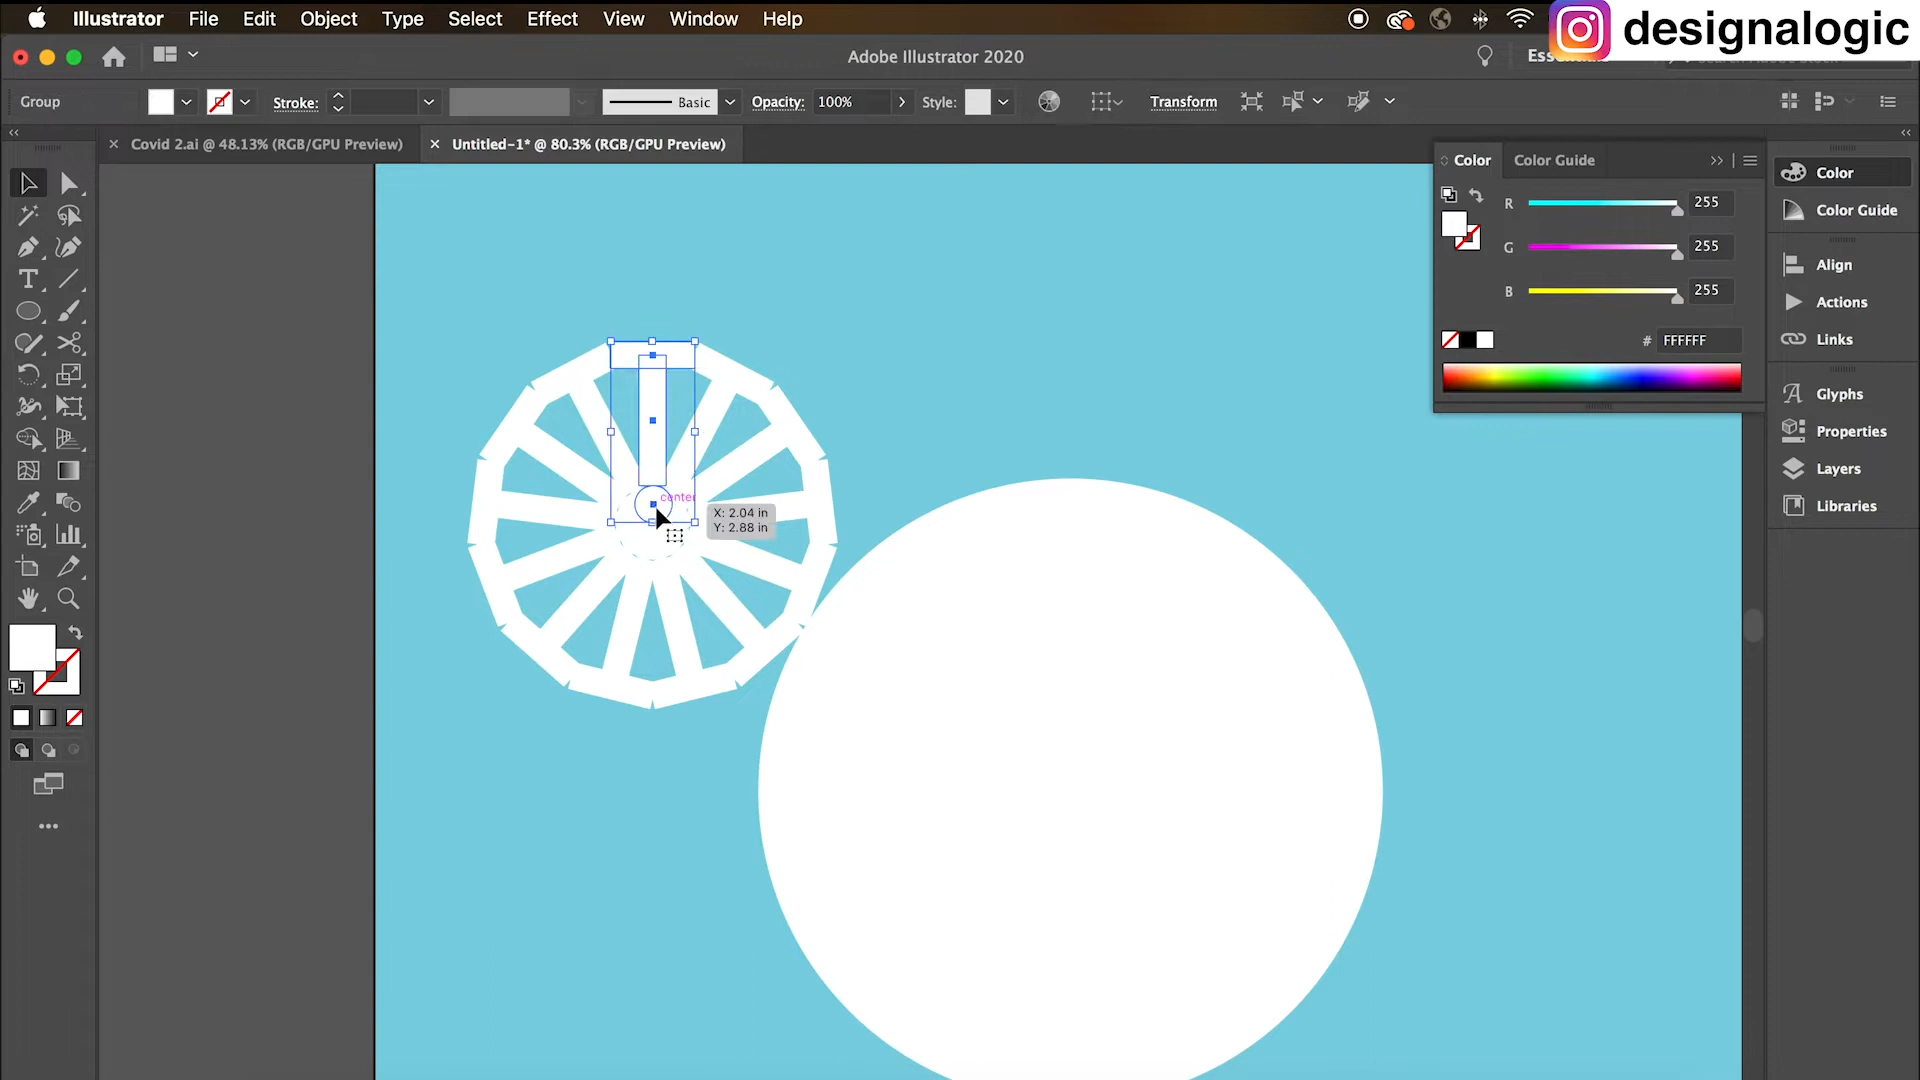 Illustrator File Edit Object Type Select Effect View Window Help
designalogic
Adobe Illustrator 2020
Group
Stroke:
Basic
Opacity:
100%
Style:
Transform
Covid 2.ai @ 48.13% (RGB/GPU Preview)
Untitled-1* @ 80.3% (RGB/GPU Preview)
Color
Color Guide
R
255
G
255
B
255
#
FFFFFF
Color
Color Guide
Align
Actions
Links
Glyphs
Properties
Layers
Libraries
center
X: 2.04 in
Y: 2.88 in